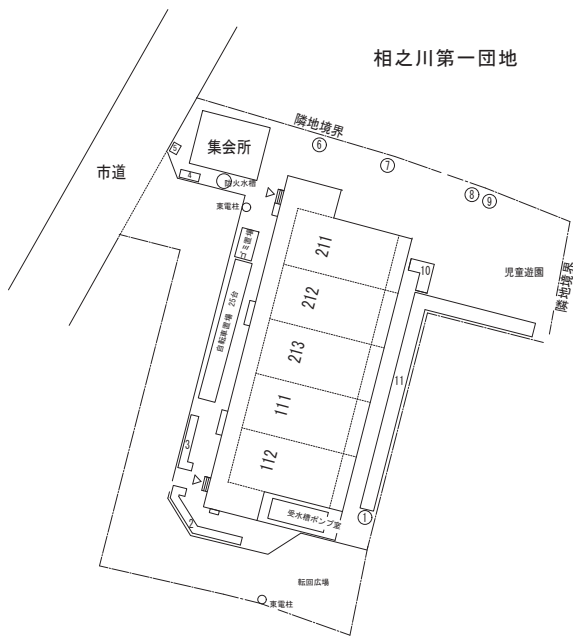 相之川第一団地
隣地境界
集会所
⑥
⑦
⑧
⑨
市道
5
4
防火水槽
東電柱
ゴミ置場
211
10
児童遊園
隣地境界
212
自転車置場 25台
213
11
111
3
112
①
受水槽ポンプ室
2
転回広場
東電柱